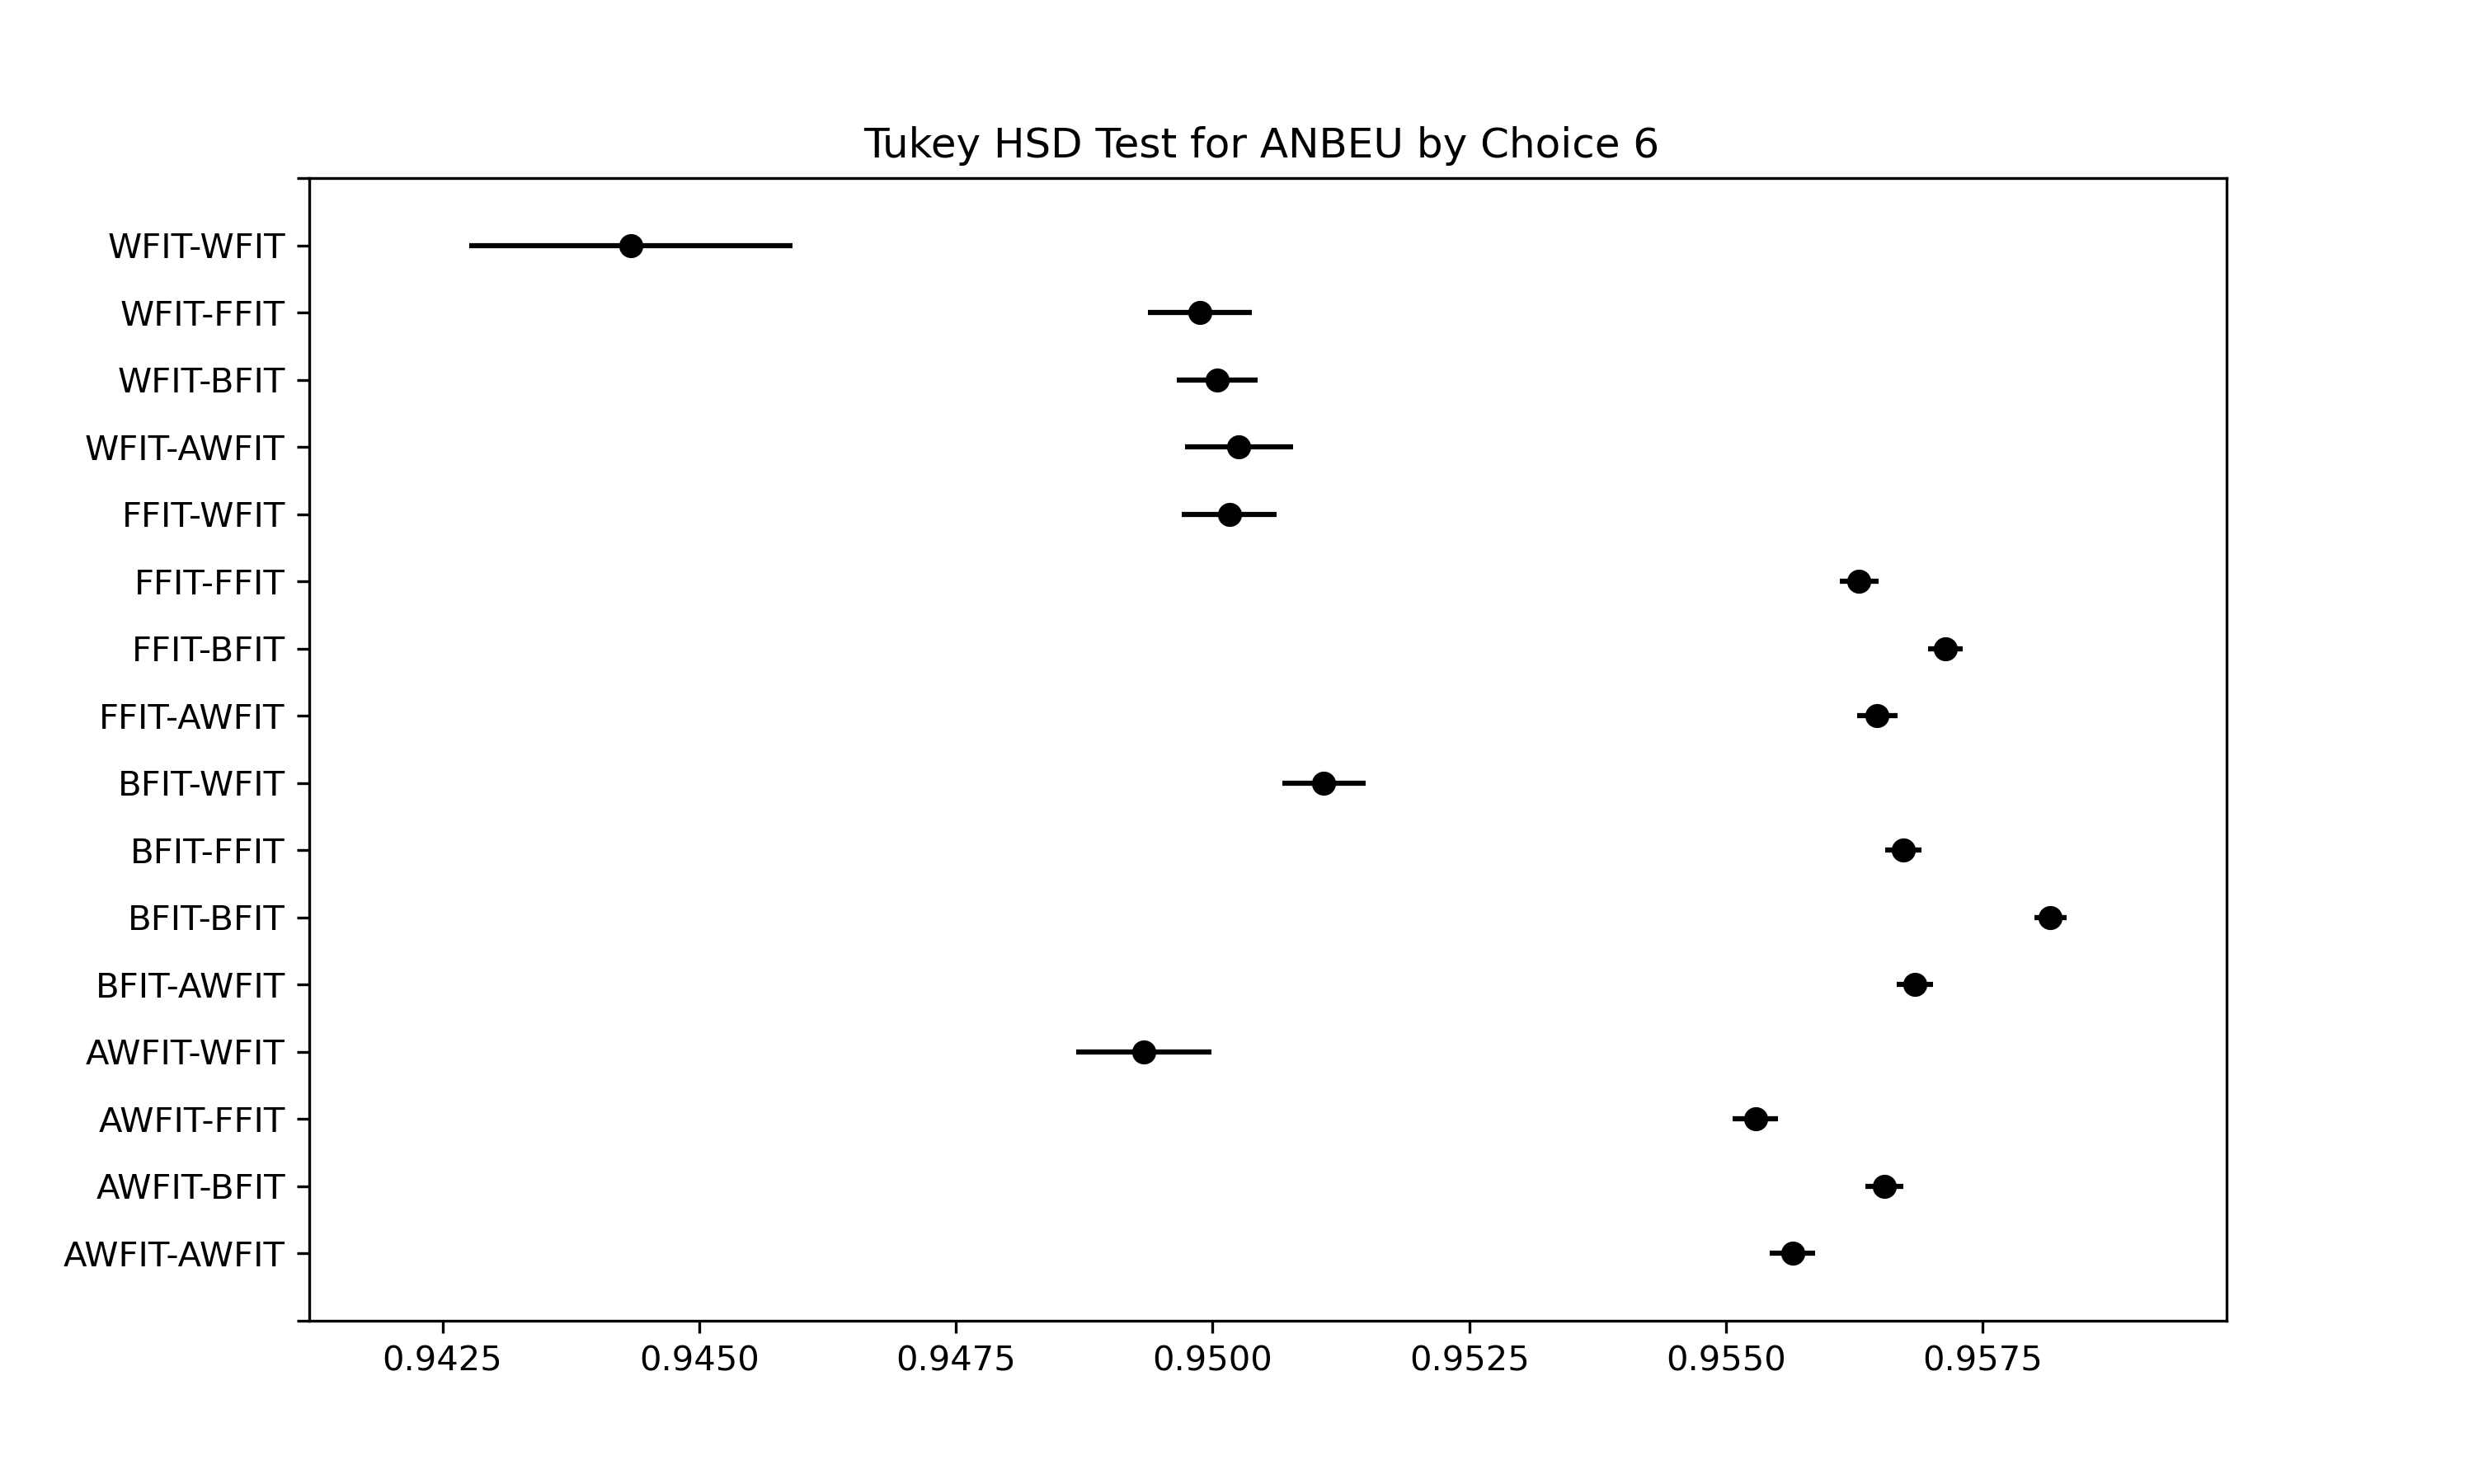 Tukey HSD Test for ANBEU by Choice 6
WFIT-WFIT
WFIT-FFIT
WFIT-BFIT
WFIT-AWFIT
FFIT-WFIT
FFIT-FFIT
FFIT-BFIT
FFIT-AWFIT
BFIT-WFIT
BFIT-FFIT
BFIT-BFIT
BFIT-AWFIT
AWFIT-WFIT
AWFIT-FFIT
AWFIT-BFIT
AWFIT-AWFIT
0.9425 0.9450 0.9475 0.9500 0.9525 0.9550 0.9575